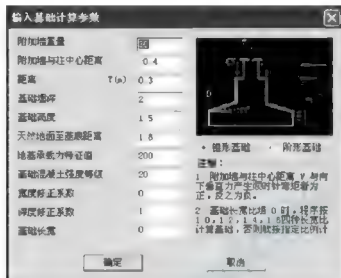 输入基础计算参数
附加墙重量
附加墙与柱中心距离 0.4
距离 Y(m) 0.3
基础埋深 2
基础高度 1.5
天然地面至基底距离 1.8
地基承载力特征值 200
基础混凝土强度等级 20
宽度修正系数 0
深度修正系数 1
基础长宽 0
锥形基础 阶形基础
注意:
1 附加墙与柱中心距离 Y 与向
下垂直力产生顺时针弯矩者为
正,反之为负。
2 基础长宽比填 0 时,程序按
1.0,1.2,1.4,1.6四种长宽比
计算基础,否则就按指定比例计
确定 取消